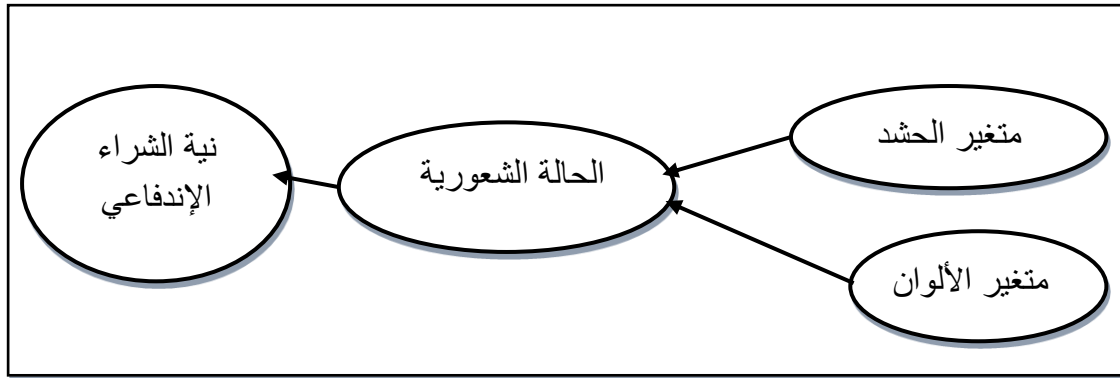 متغير الحشد
متغير الألوان
الحالة الشعورية
نية الشراء
الإندفاعي